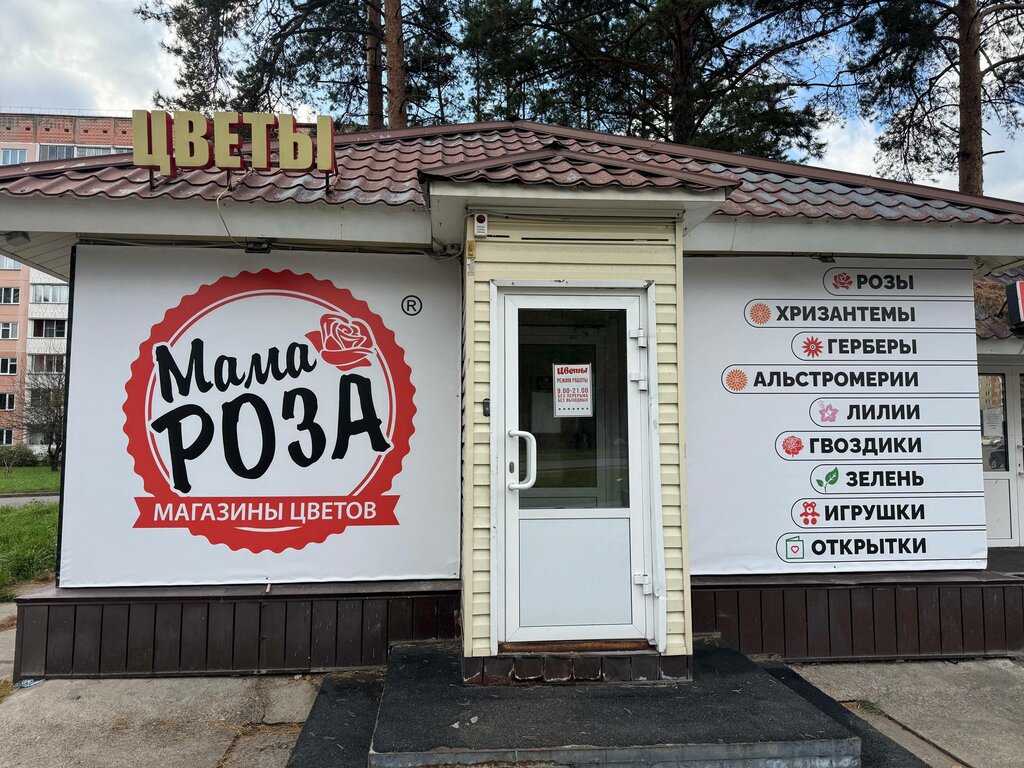 ЦВЕТЫ
®
Мама
РОЗА
МАГАЗИНЫ ЦВЕТОВ
Цветы
РЕЖИМ РАБОТЫ
9.00-21.00
БЕЗ ПЕРЕРЫВА
БЕЗ ВЫХОДНЫХ
РОЗЫ
ХРИЗАНТЕМЫ
ГЕРБЕРЫ
АЛЬСТРОМЕРИИ
ЛИЛИИ
ГВОЗДИКИ
ЗЕЛЕНЬ
ИГРУШКИ
ОТКРЫТКИ